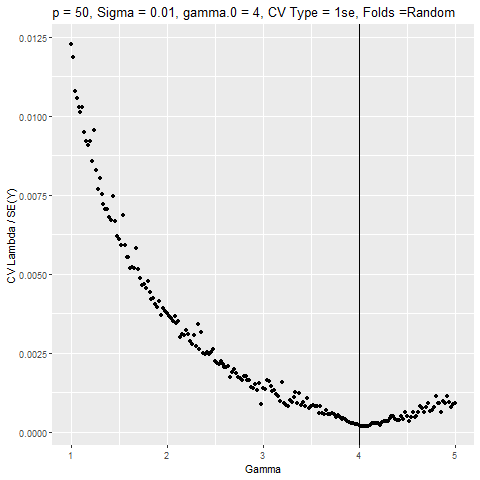 p = 50, Sigma = 0.01, gamma.0 = 4, CV Type = 1se, Folds =Random
0.0125
0.0100
0.0075
0.0050
0.0025
0.0000
CV Lambda / SE(Y)
1 2 3 4 5
Gamma